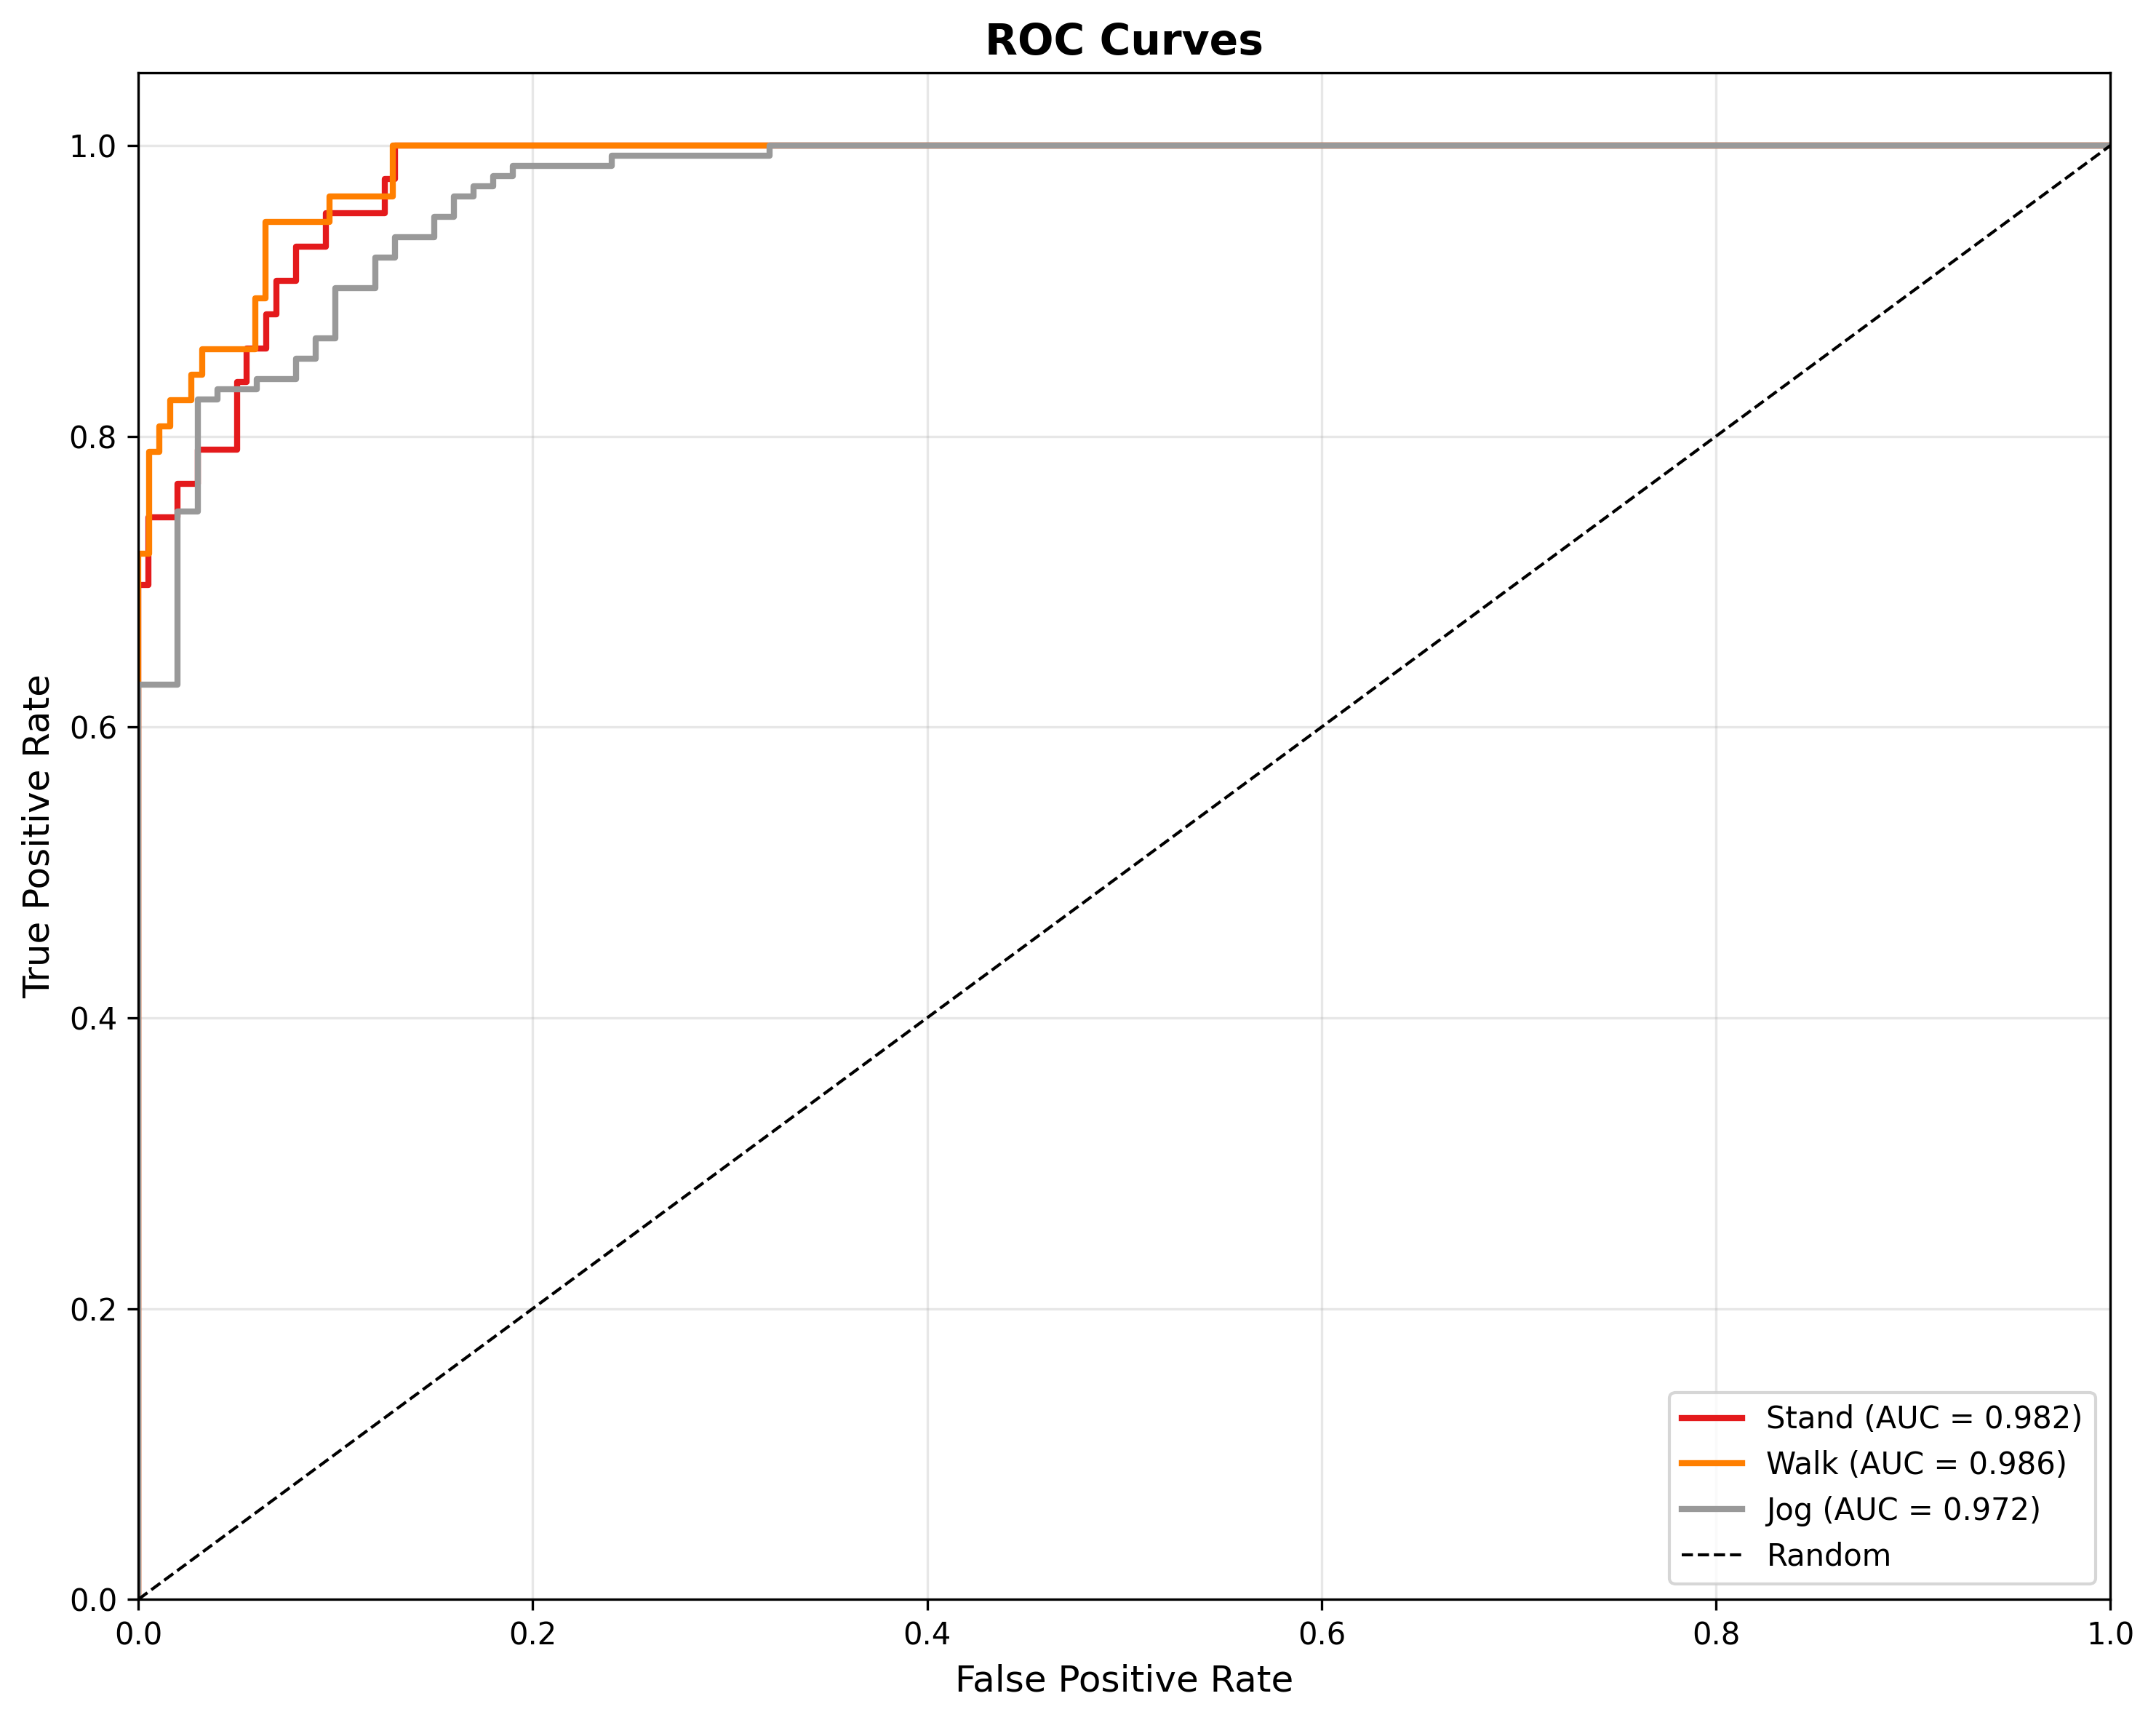 ROC Curves
True Positive Rate
1.0
0.8
0.6
0.4
0.2
0.0
0.0 0.2 0.4 0.6 0.8 1.0
False Positive Rate
Stand (AUC = 0.982)
Walk (AUC = 0.986)
Jog (AUC = 0.972)
Random